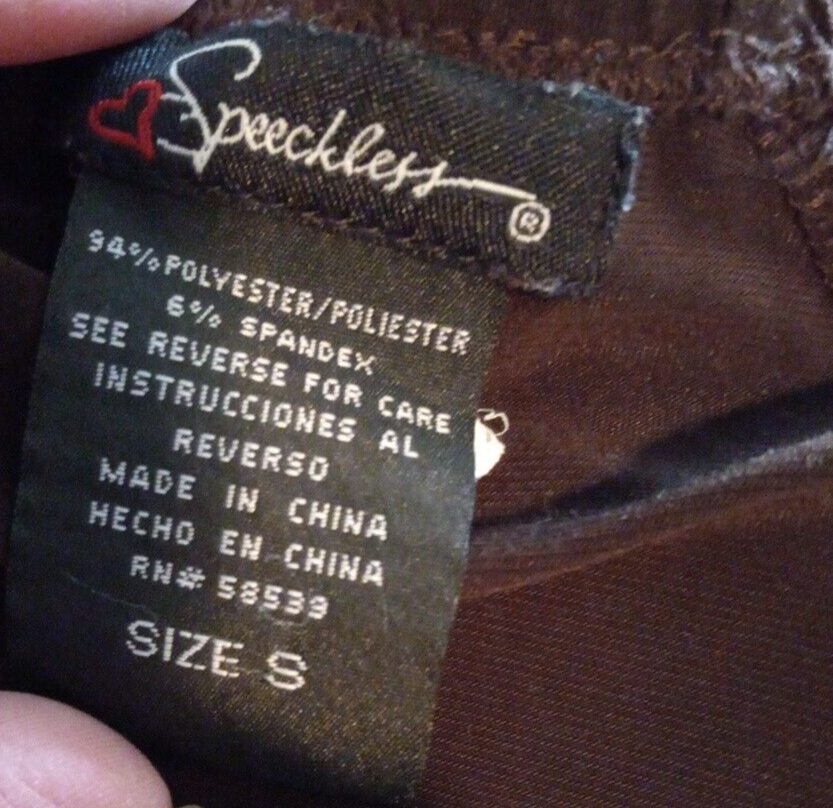 Speeckless ®
94% POLYESTER/POLIESTER
6% SPANDEX
SEE REVERSE FOR CARE
INSTRUCCIONES AL
REVERSO
MADE IN CHINA
HECHO EN CHINA
RN# 58539
SIZE S